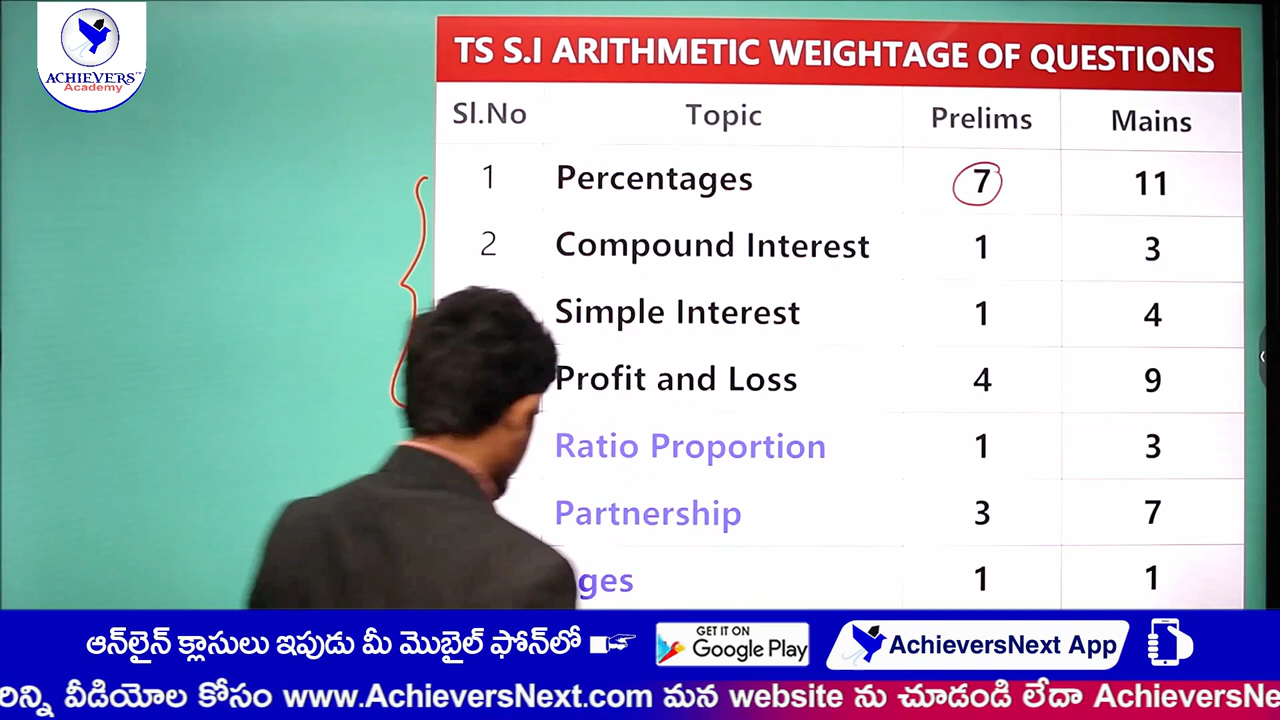 ACHIEVERS
Academy
TS S.I ARITHMETIC WEIGHTAGE OF QUESTIONS
Sl.No Topic Prelims Mains
1 Percentages 7 11
2 Compound Interest 1 3
Simple Interest 1 4
Profit and Loss 4 9
Ratio Proportion 1 3
Partnership 3 7
ges 1 1
ఆన్‌లైన్ క్లాసులు ఇపుడు మీ మొబైల్ ఫోన్‌లో GET IT ON Google Play AchieversNext App
రిన్ని వీడియోల కోసం www.AchieversNext.com మన website ను చూడండి లేదా AchieversNe